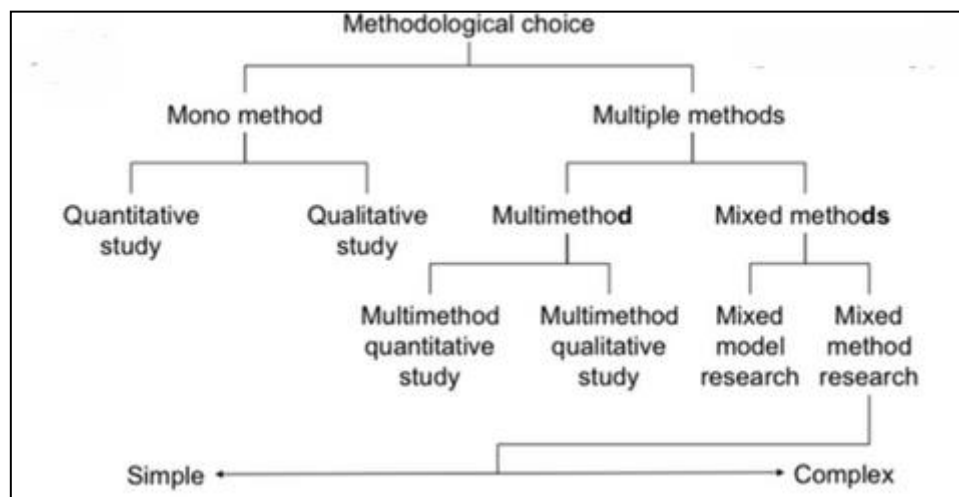 Methodological choice
Mono method
Multiple methods
Quantitative
study
Qualitative
study
Multimethod
Mixed methods
Multimethod
quantitative
study
Multimethod
qualitative
study
Mixed
model
research
Mixed
method
research
Simple
Complex